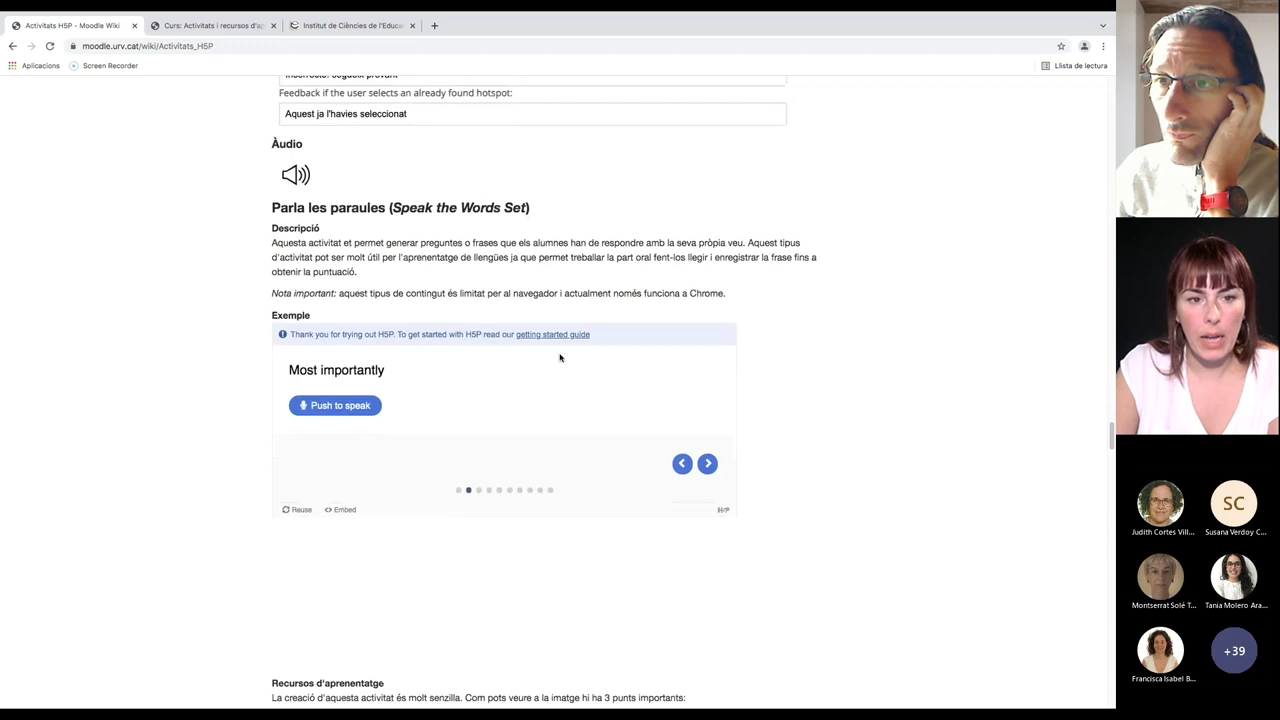 Activitats H5P - Moodle Wiki
Curs: Activitats i recursos d'ap
Institut de Ciències de l'Educa
moodle.urv.cat/wiki/Activitats_H5P
Aplicacions
Screen Recorder
Llista de lectura
Incorrecte. segueix provant
Feedback if the user selects an already found hotspot:
Aquest ja l'havies seleccionat
Àudio
Parla les paraules (Speak the Words Set)
Descripció
Aquesta activitat et permet generar preguntes o frases que els alumnes han de respondre amb la seva pròpia veu. Aquest tipus
d'activitat pot ser molt útil per l'aprenentatge de llengües ja que permet treballar la part oral fent-los llegir i enregistrar la frase fins a
obtenir la puntuació.
Nota important: aquest tipus de contingut és limitat per al navegador i actualment només funciona a Chrome.
Exemple
Thank you for trying out H5P. To get started with H5P read our getting started guide
Most importantly
Push to speak
Reuse
Embed
H5P
Recursos d'aprenentatge
La creació d'aquesta activitat és molt senzilla. Com pots veure a la imatge hi ha 3 punts importants:
SC
Judith Cortes Vill...
Susana Verdoy C...
Montserrat Solé T...
Tania Molero Ara...
Francisca Isabel B...
+39